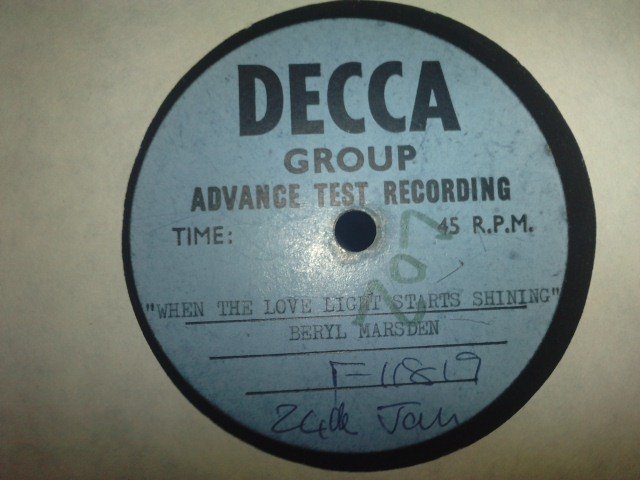 DECCA
GROUP
ADVANCE TEST RECORDING
TIME:
45 R.P.M.
"WHEN THE LOVE LIGHT STARTS SHINING"
BERYL MARSDEN
F-11819
24th Jan